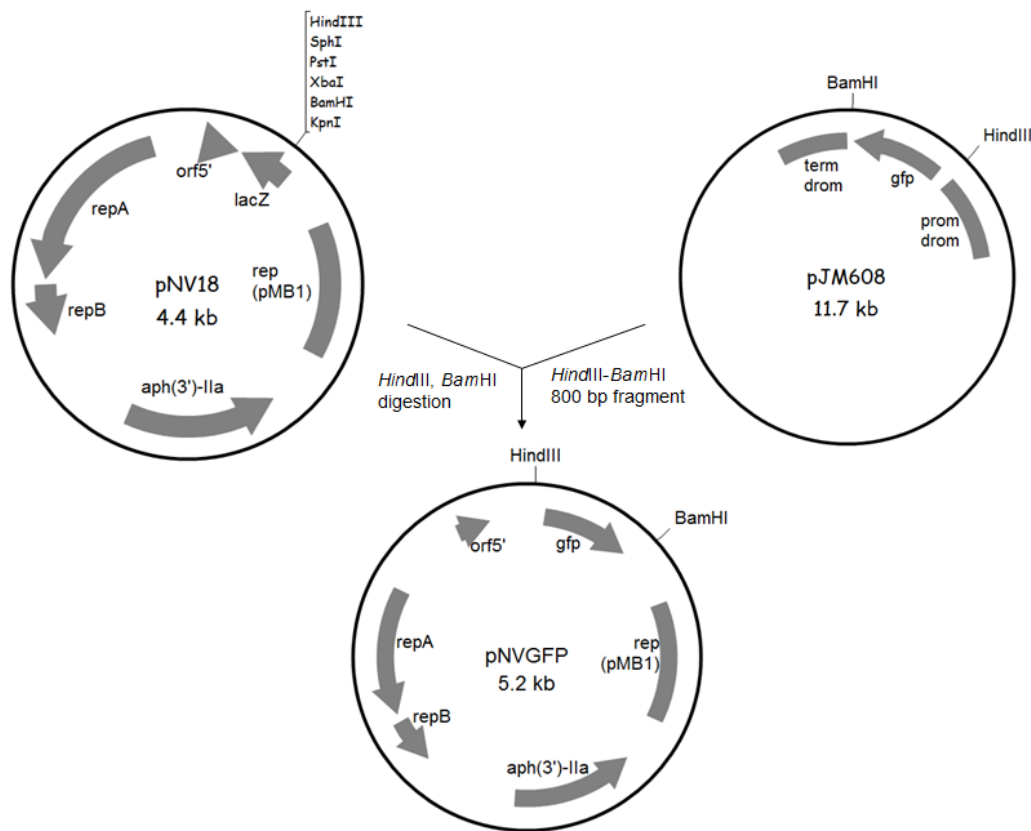 HindIII
SphI
PstI
XbaI
BamHI
KpnI
orf5'
lacZ
repA
rep
(pMB1)
pNV18
4.4 kb
repB
aph(3')-IIa
BamHI
HindIII
term
drom
gfp
prom
drom
pJM608
11.7 kb
HindIII, BamHI
digestion
HindIII-BamHI
800 bp fragment
HindIII
BamHI
orf5'
gfp
repA
rep
(pMB1)
pNVGFP
5.2 kb
repB
aph(3')-IIa